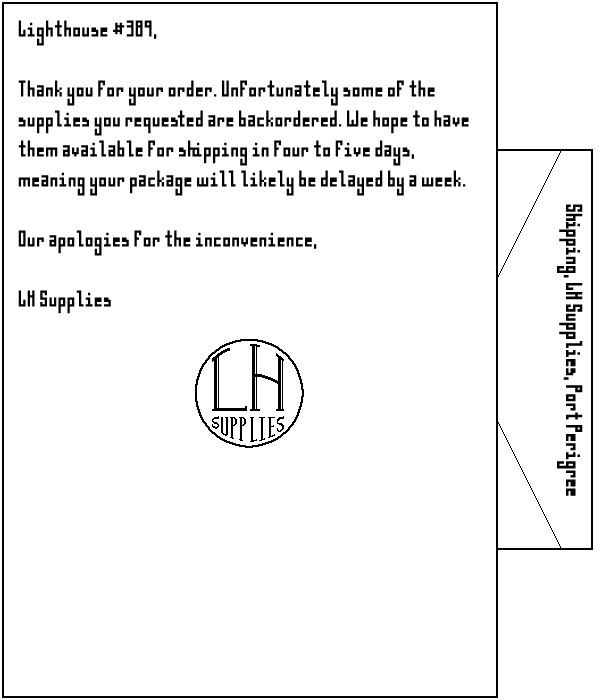 Lighthouse #389,
Thank you for your order. Unfortunately some of the
supplies you requested are backordered. We hope to have
them available for shipping in four to five days,
meaning your package will likely be delayed by a week.
Our apologies for the inconvenience,
LH Supplies
LH
SUPPLIES
Shipping, LH Supplies, Port Perigree